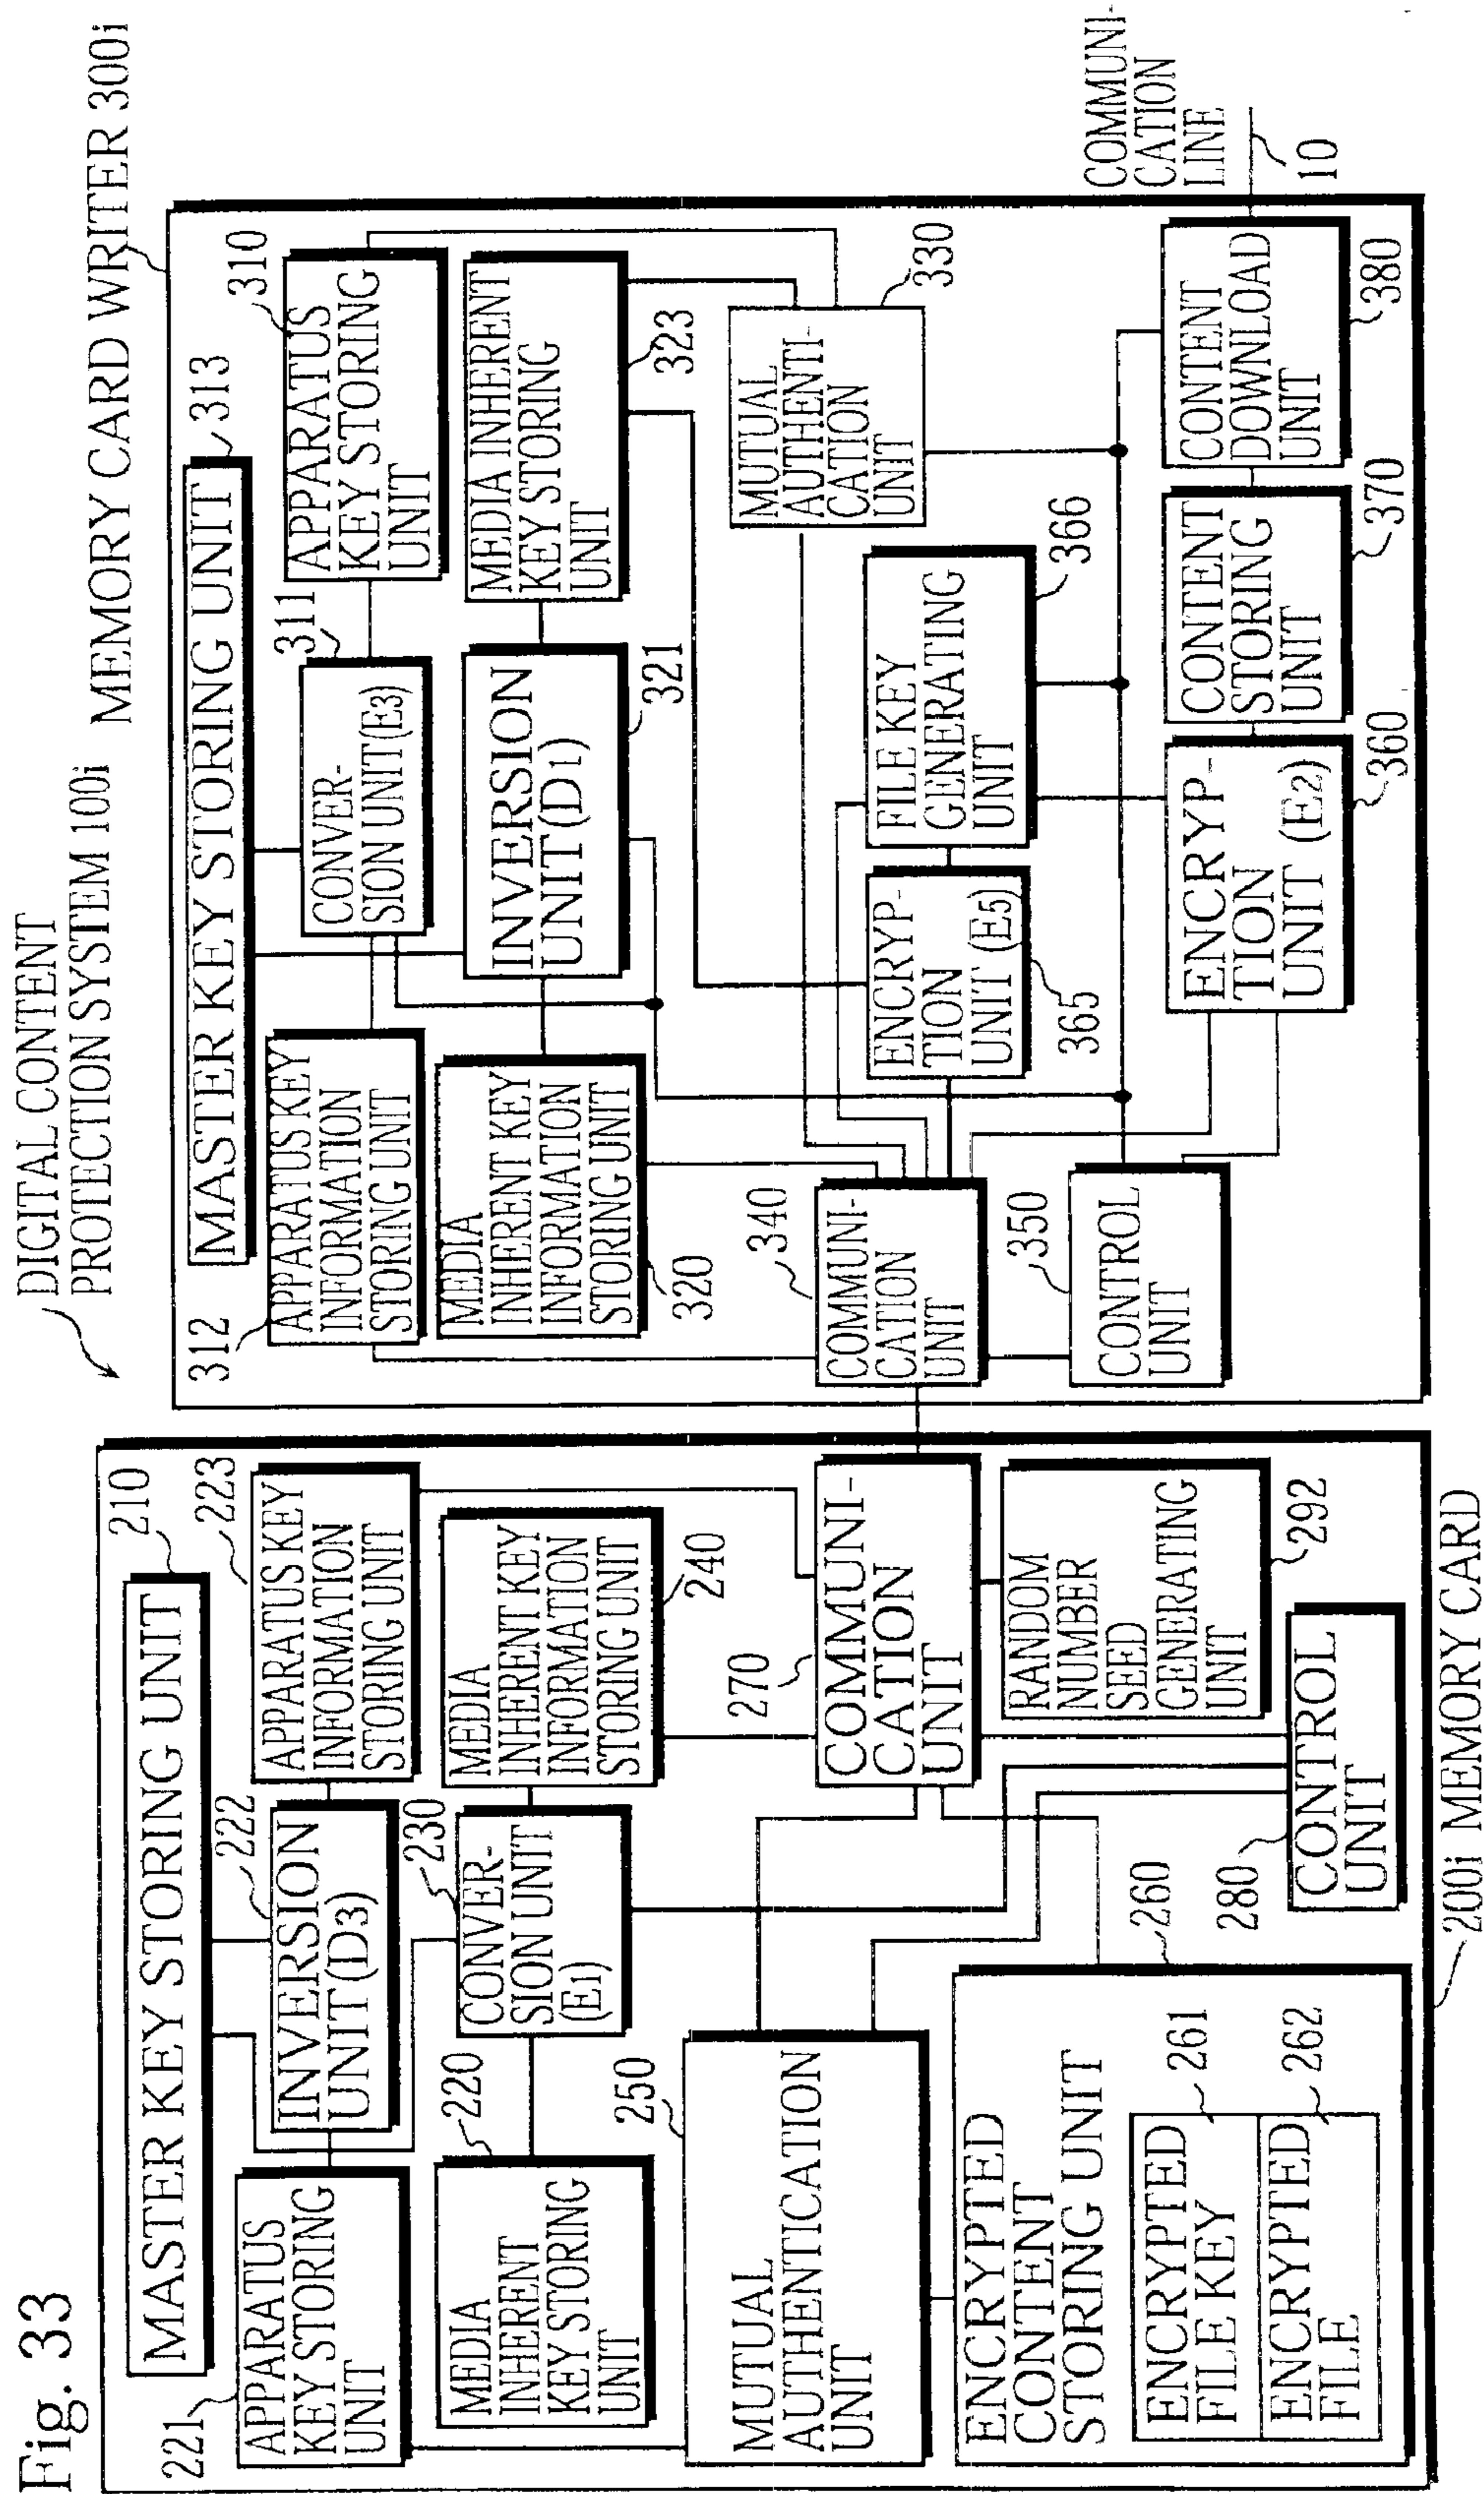 Fig. 33
DIGITAL CONTENT
PROTECTION SYSTEM 100i
MEMORY CARD WRITER 300i
210
MASTER KEY STORING UNIT
221
APPARATUS
KEY STORING
UNIT
222
INVERSION
UNIT (D3)
223
APPARATUS KEY
INFORMATION
STORING UNIT
220
MEDIA
INHERENT
KEY STORING
UNIT
230
CONVER-
SION UNIT
(E1)
MEDIA
INHERENT KEY
INFORMATION
STORING UNIT
240
250
MUTUAL
AUTHENTICATION
UNIT
270
COMMUNI-
CATION
UNIT
RANDOM
NUMBER
SEED
GENERATING
UNIT
292
260
ENCRYPTED
CONTENT
STORING UNIT
ENCRYPTED
FILE KEY
261
ENCRYPTED
FILE
262
280
CONTROL
UNIT
200i MEMORY CARD
MASTER KEY STORING UNIT
313
312
APPARATUS KEY
INFORMATION
STORING UNIT
311
CONVER-
SION UNIT (E3)
310
APPARATUS
KEY STORING
UNIT
MEDIA
INHERENT KEY
INFORMATION
STORING UNIT
320
INVERSION
UNIT (D1)
321
MEDIA INHERENT
KEY STORING
UNIT
323
MUTUAL
AUTHENTI-
CATION
UNIT
330
340
COMMUNI-
CATION
UNIT
ENCRYP-
TION
UNIT (E5)
365
FILE KEY
GENERATING
UNIT
366
350
CONTROL
UNIT
ENCRYP-
TION
UNIT (E2)
360
CONTENT
STORING
UNIT
370
CONTENT
DOWNLOAD
UNIT
380
COMMUNI-
CATION
LINE
10